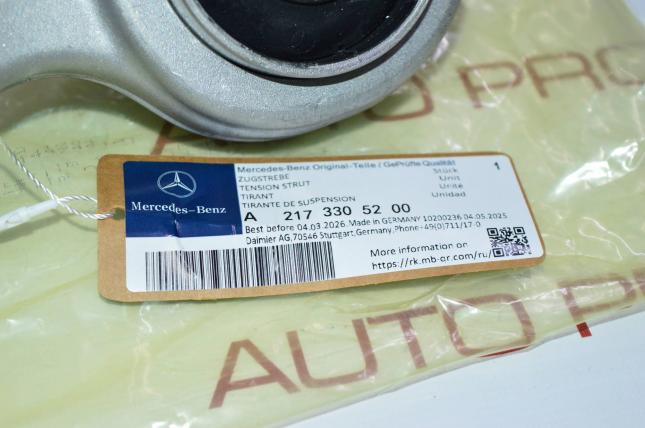 AUTO PRO
Mercedes-Benz
Mercedes-Benz Original-Teile / GePrüfte Qualität 1
ZUGSTREBE Stück
TENSION STRUT Unit
TIRANT Unité
TIRANTE DE SUSPENSION Unidad
A 217 330 52 00
Best before 04.03.2026.Made in GERMANY 10200236 04.05.2025
Daimler AG,70546 Stuttgart,Germany,Phone+49(0)711/17-0
More information on
https://rk.mb-qr.com/ru/
AUTO P